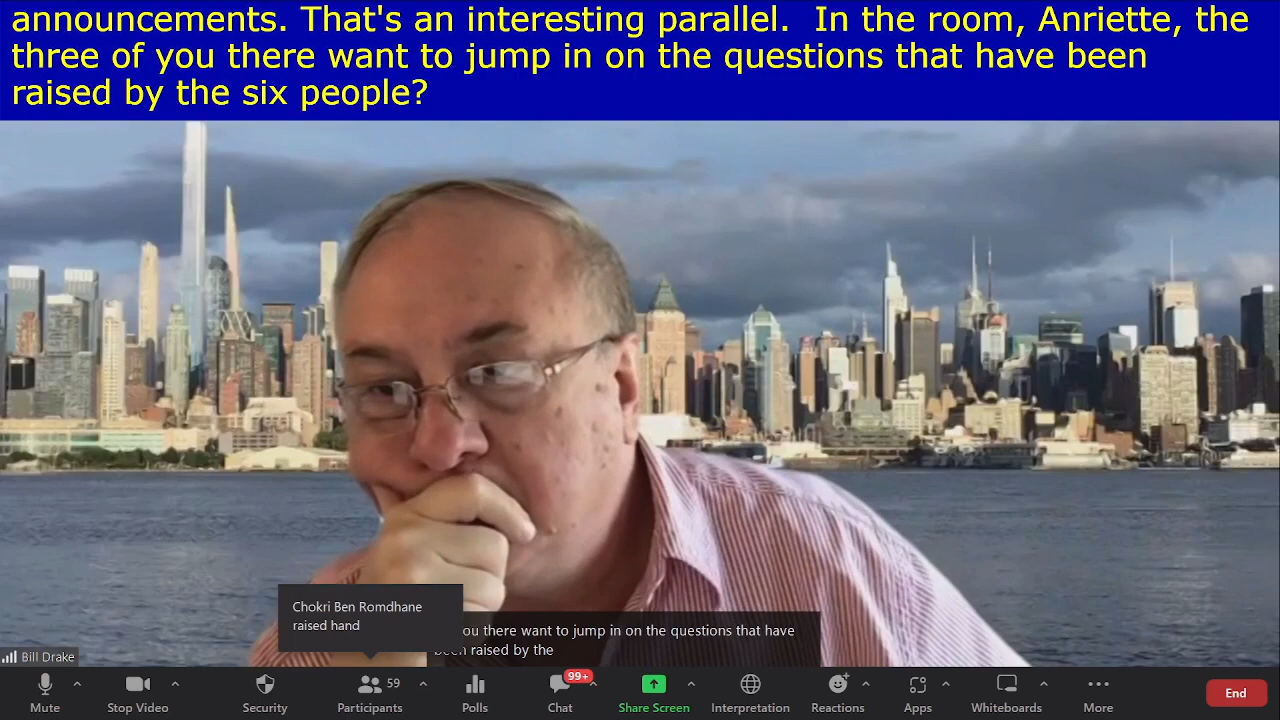 announcements. That's an interesting parallel. In the room, Anriette, the
three of you there want to jump in on the questions that have been
raised by the six people?
Chokri Ben Romdhane
raised hand
ou there want to jump in on the questions that have
been raised by the
Bill Drake
Mute
Stop Video
Security
59
Participants
Polls
99+
Chat
Share Screen
Interpretation
Reactions
Apps
Whiteboards
More
End